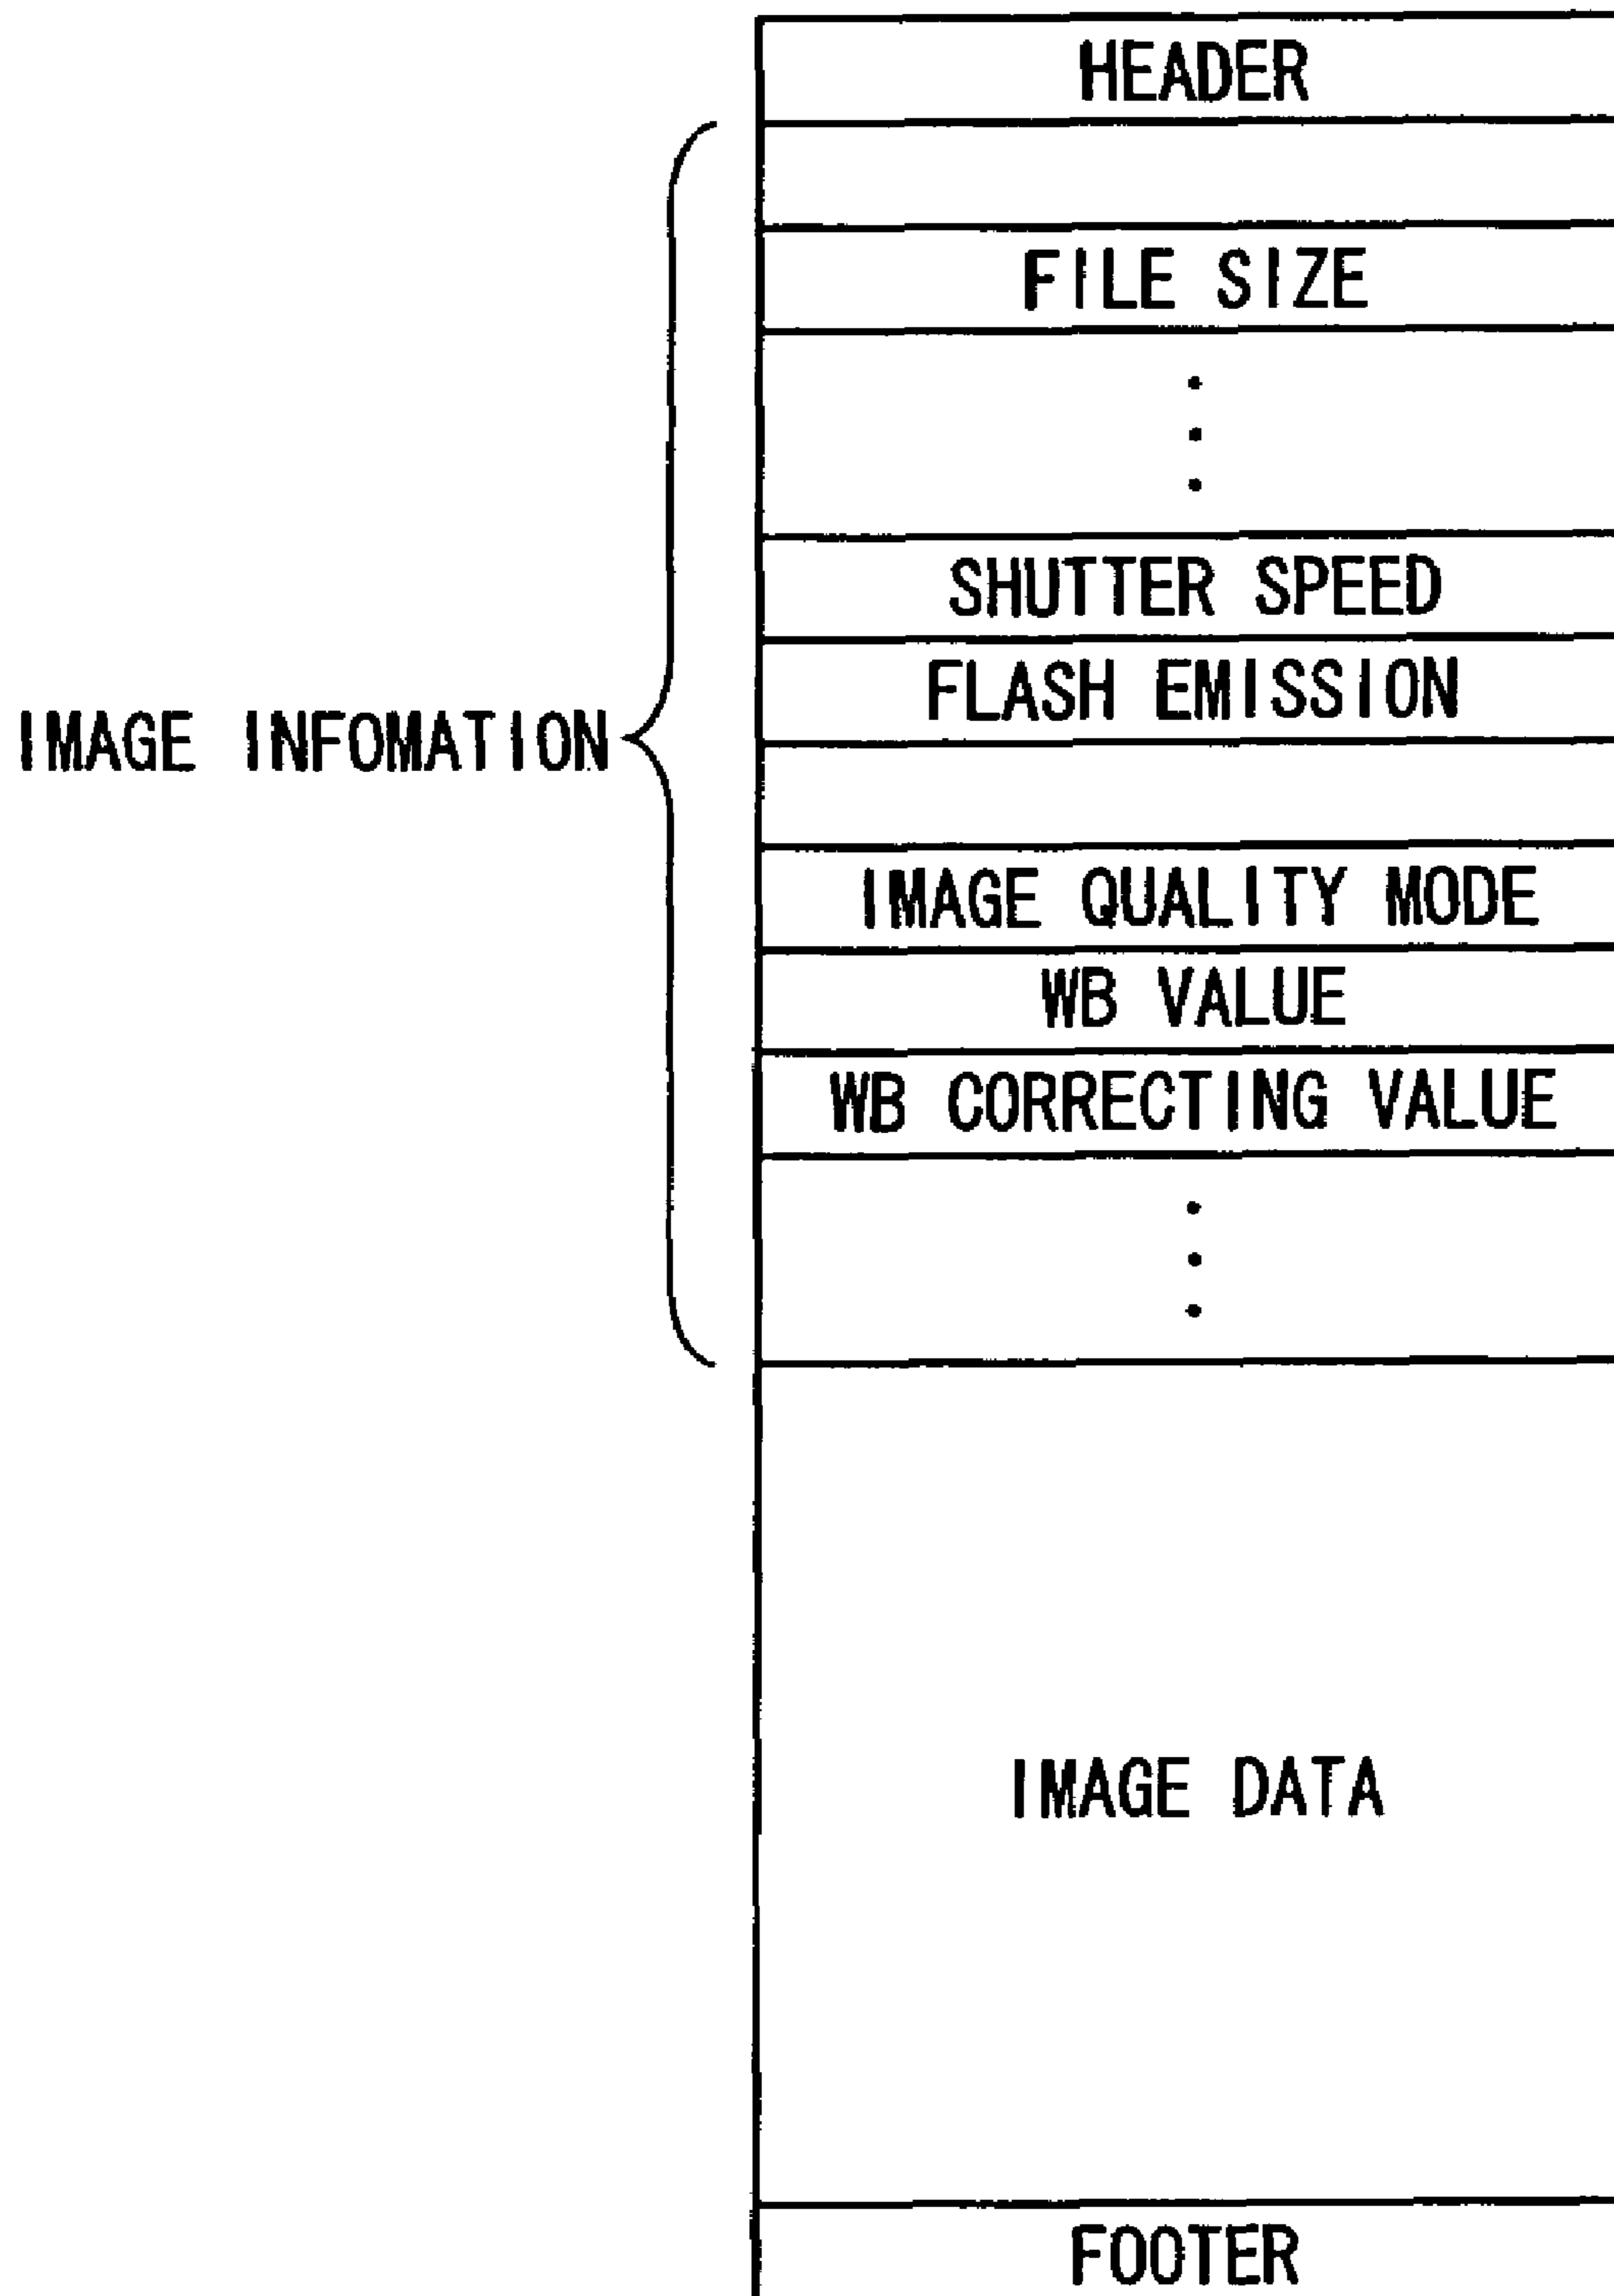 HEADER
FILE SIZE
SHUTTER SPEED
FLASH EMISSION
IMAGE INFOMATION
IMAGE QUALITY MODE
WB VALUE
WB CORRECTING VALUE
IMAGE DATA
FOOTER